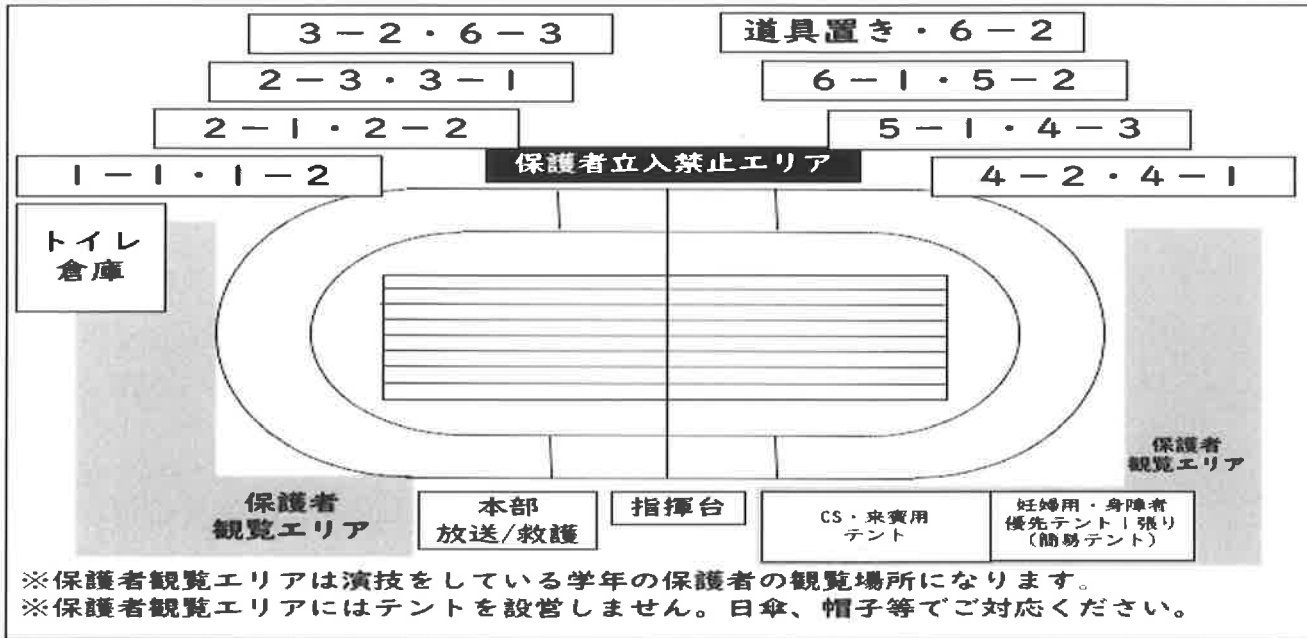 3-2・6-3
道具置き・6-2
2-3・3-1
6-1・5-2
2-1・2-2
5-1・4-3
保護者立入禁止エリア
1-1・1-2
4-2・4-1
トイレ
倉庫
保護者
観覧エリア
保護者
観覧エリア
本部
放送/救護
指揮台
CS・来賓用
テント
妊婦用・身障者
優先テント1張り
(簡易テント)
※保護者観覧エリアは演技をしている学年の保護者の観覧場所になります。
※保護者観覧エリアにはテントを設営しません。日傘、帽子等でご対応ください。